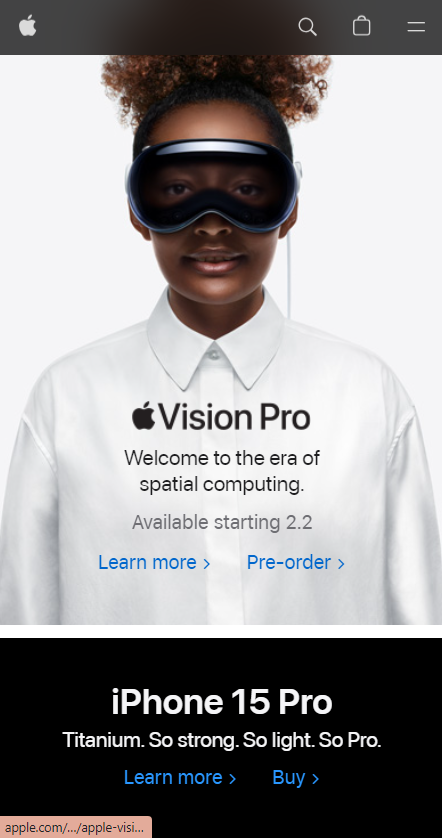 Vision Pro
Welcome to the era of
spatial computing.
Available starting 2.2
Learn more > Pre-order >
iPhone 15 Pro
Titanium. So strong. So light. So Pro.
Learn more > Buy >
apple.com/.../apple-visi...